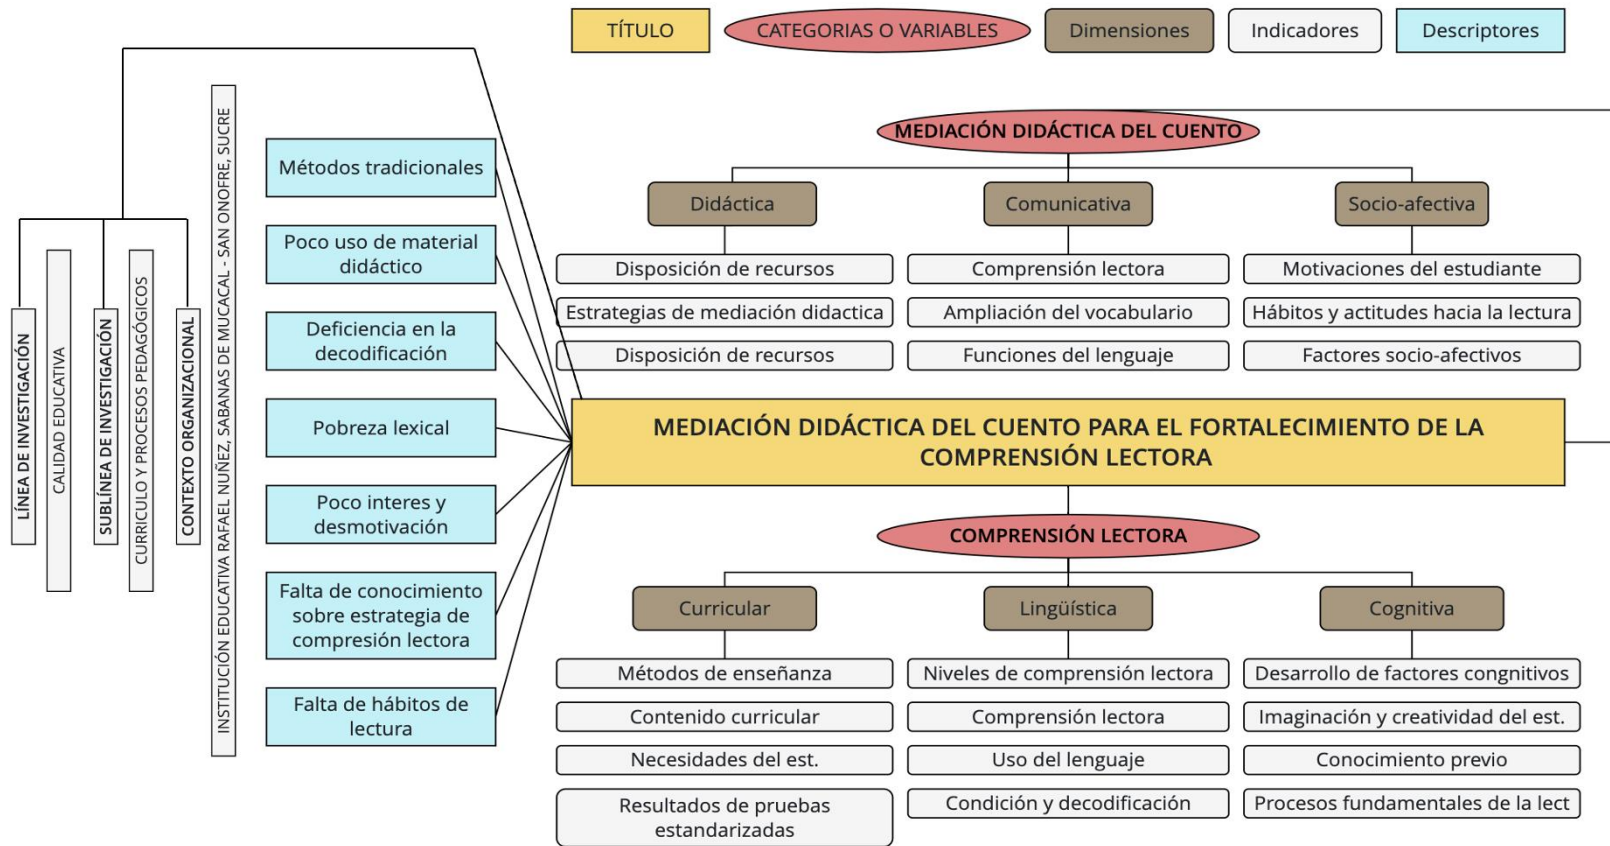 TÍTULO
CATEGORIAS O VARIABLES
Dimensiones
Indicadores
Descriptores
LÍNEA DE INVESTIGACIÓN
CALIDAD EDUCATIVA
SUBLÍNEA DE INVESTIGACIÓN
CURRICULO Y PROCESOS PEGAGÓGICOS
CONTEXTO ORGANIZACIONAL
INSTITUCIÓN EDUCATIVA RAFAEL NUÑEZ, SABANAS DE MUCACAL - SAN ONOFRE, SUCRE
Métodos tradicionales
Poco uso de material
didáctico
Deficiencia en la
decodificación
Pobreza lexical
Poco interes y
desmotivación
Falta de conocimiento
sobre estrategia de
compresión lectora
Falta de hábitos de
lectura
MEDIACIÓN DIDÁCTICA DEL CUENTO
Didáctica
Disposición de recursos
Estrategias de mediación didactica
Disposición de recursos
Comunicativa
Comprensión lectora
Ampliación del vocabulario
Funciones del lenguaje
Socio-afectiva
Motivaciones del estudiante
Hábitos y actitudes hacia la lectura
Factores socio-afectivos
MEDIACIÓN DIDÁCTICA DEL CUENTO PARA EL FORTALECIMIENTO DE LA
COMPRENSIÓN LECTORA
COMPRENSIÓN LECTORA
Curricular
Métodos de enseñanza
Contenido curricular
Necesidades del est.
Resultados de pruebas
estandarizadas
Lingüística
Niveles de comprensión lectora
Comprensión lectora
Uso del lenguaje
Condición y decodificación
Cognitiva
Desarrollo de factores congnitivos
Imaginación y creatividad del est.
Conocimiento previo
Procesos fundamentales de la lect